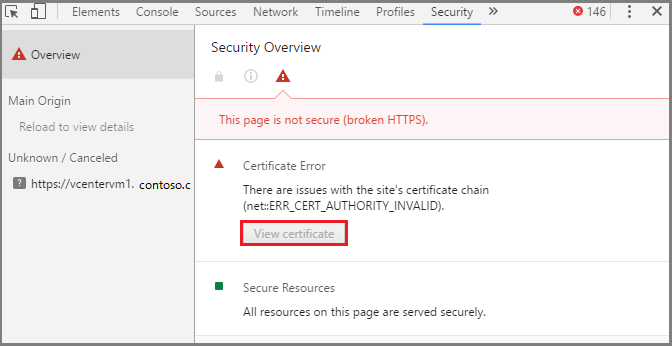 Elements Console Sources Network Timeline Profiles Security » 146
Overview
Main Origin
Reload to view details
Unknown / Canceled
https://vcentervm1. contoso.c
Security Overview
This page is not secure (broken HTTPS).
Certificate Error
There are issues with the site's certificate chain
(net::ERR_CERT_AUTHORITY_INVALID).
View certificate
Secure Resources
All resources on this page are served securely.